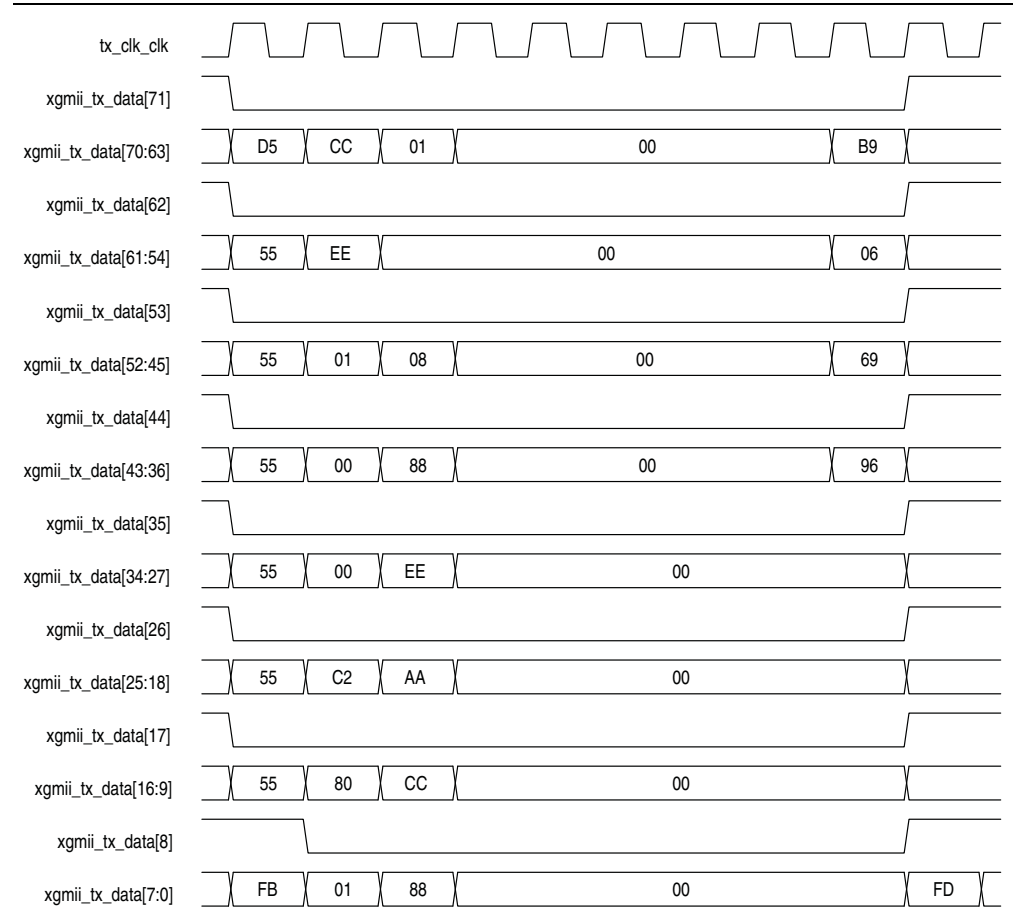 tx_clk_clk
xgmii_tx_data[71]
xgmii_tx_data[70:63] D5 CC 01 00 B9
xgmii_tx_data[62]
xgmii_tx_data[61:54] 55 EE 00 06
xgmii_tx_data[53]
xgmii_tx_data[52:45] 55 01 08 00 69
xgmii_tx_data[44]
xgmii_tx_data[43:36] 55 00 88 00 96
xgmii_tx_data[35]
xgmii_tx_data[34:27] 55 00 EE 00
xgmii_tx_data[26]
xgmii_tx_data[25:18] 55 C2 AA 00
xgmii_tx_data[17]
xgmii_tx_data[16:9] 55 80 CC 00
xgmii_tx_data[8]
xgmii_tx_data[7:0] FB 01 88 00 FD